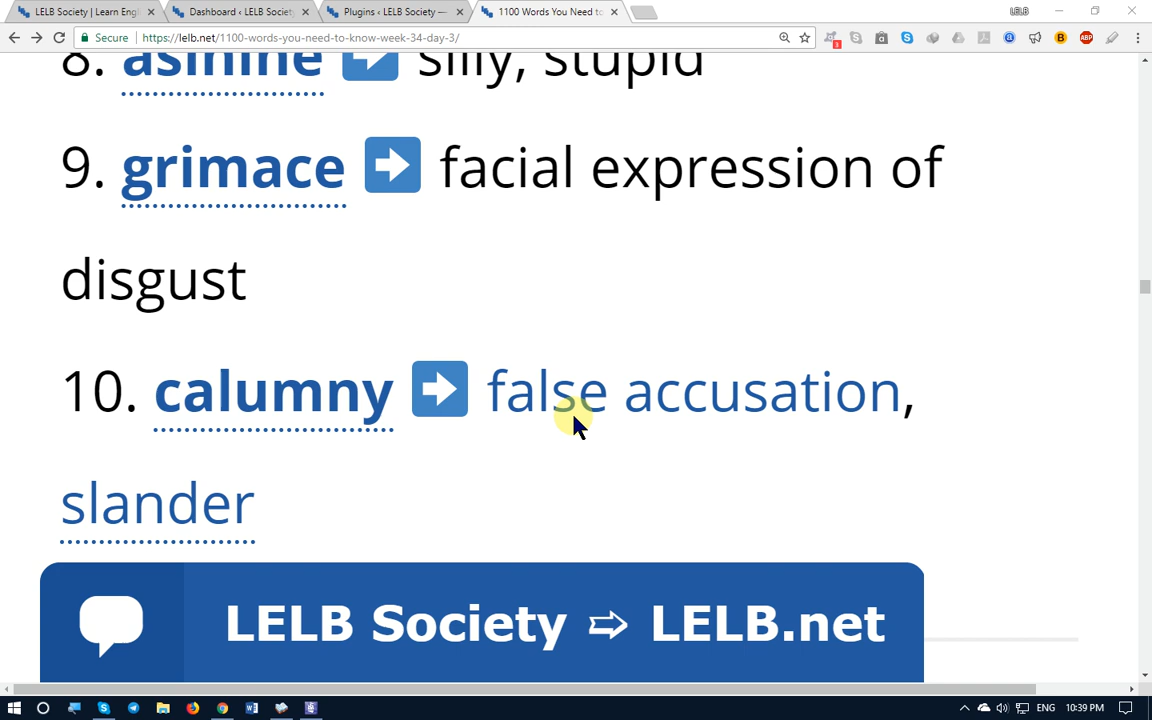 LELB Society | Learn Engl
Dashboard ‹ LELB Society
Plugins ‹ LELB Society —
1100 Words You Need to
LELB
Secure
https://lelb.net/1100-words-you-need-to-know-week-34-day-3/
8. asinine ➡ silly, stupid
9. grimace ➡ facial expression of
disgust
10. calumny ➡ false accusation,
slander
LELB Society ⇨ LELB.net
ENG
10:39 PM